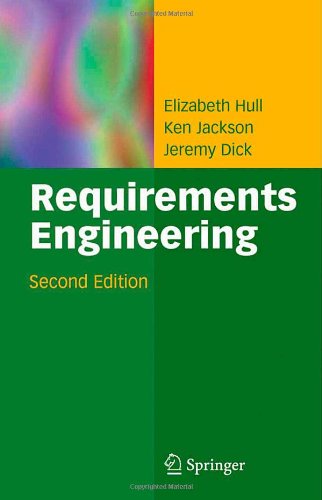 Elizabeth Hull
Ken Jackson
Jeremy Dick
Requirements
Engineering
Second Edition
Springer